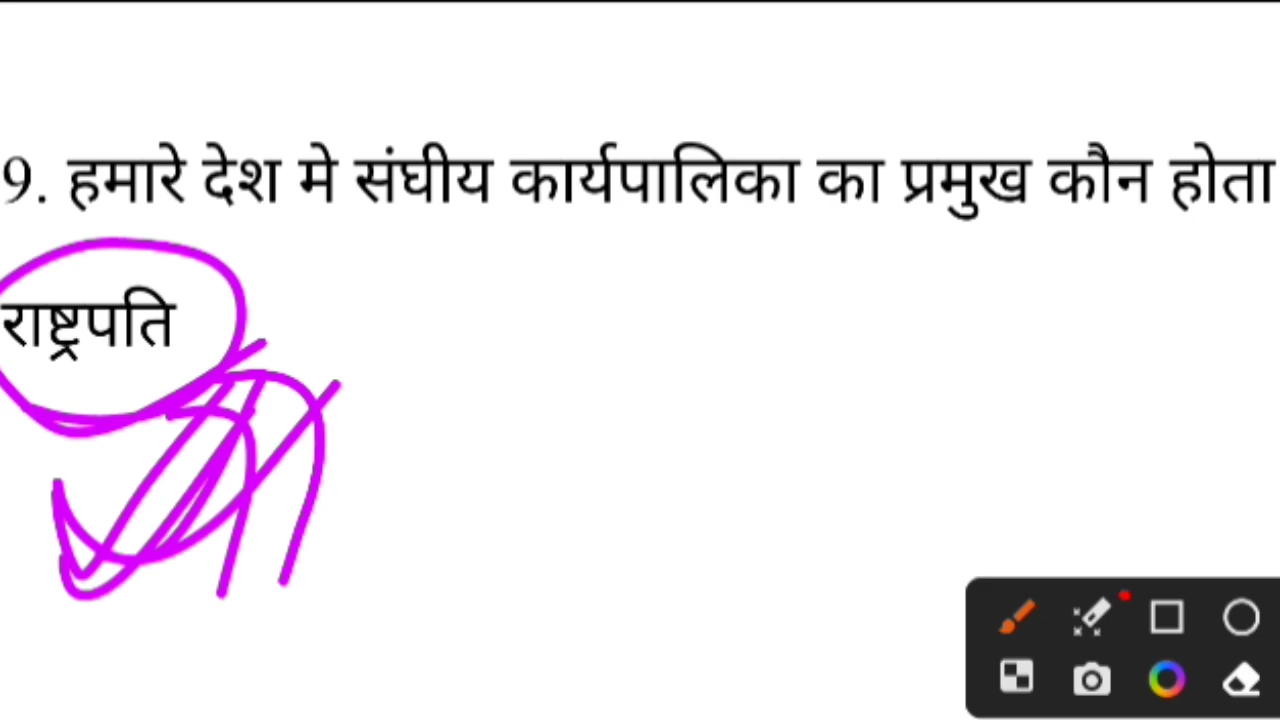 9. हमारे देश मे संघीय कार्यपालिका का प्रमुख कौन होता
राष्ट्रपति